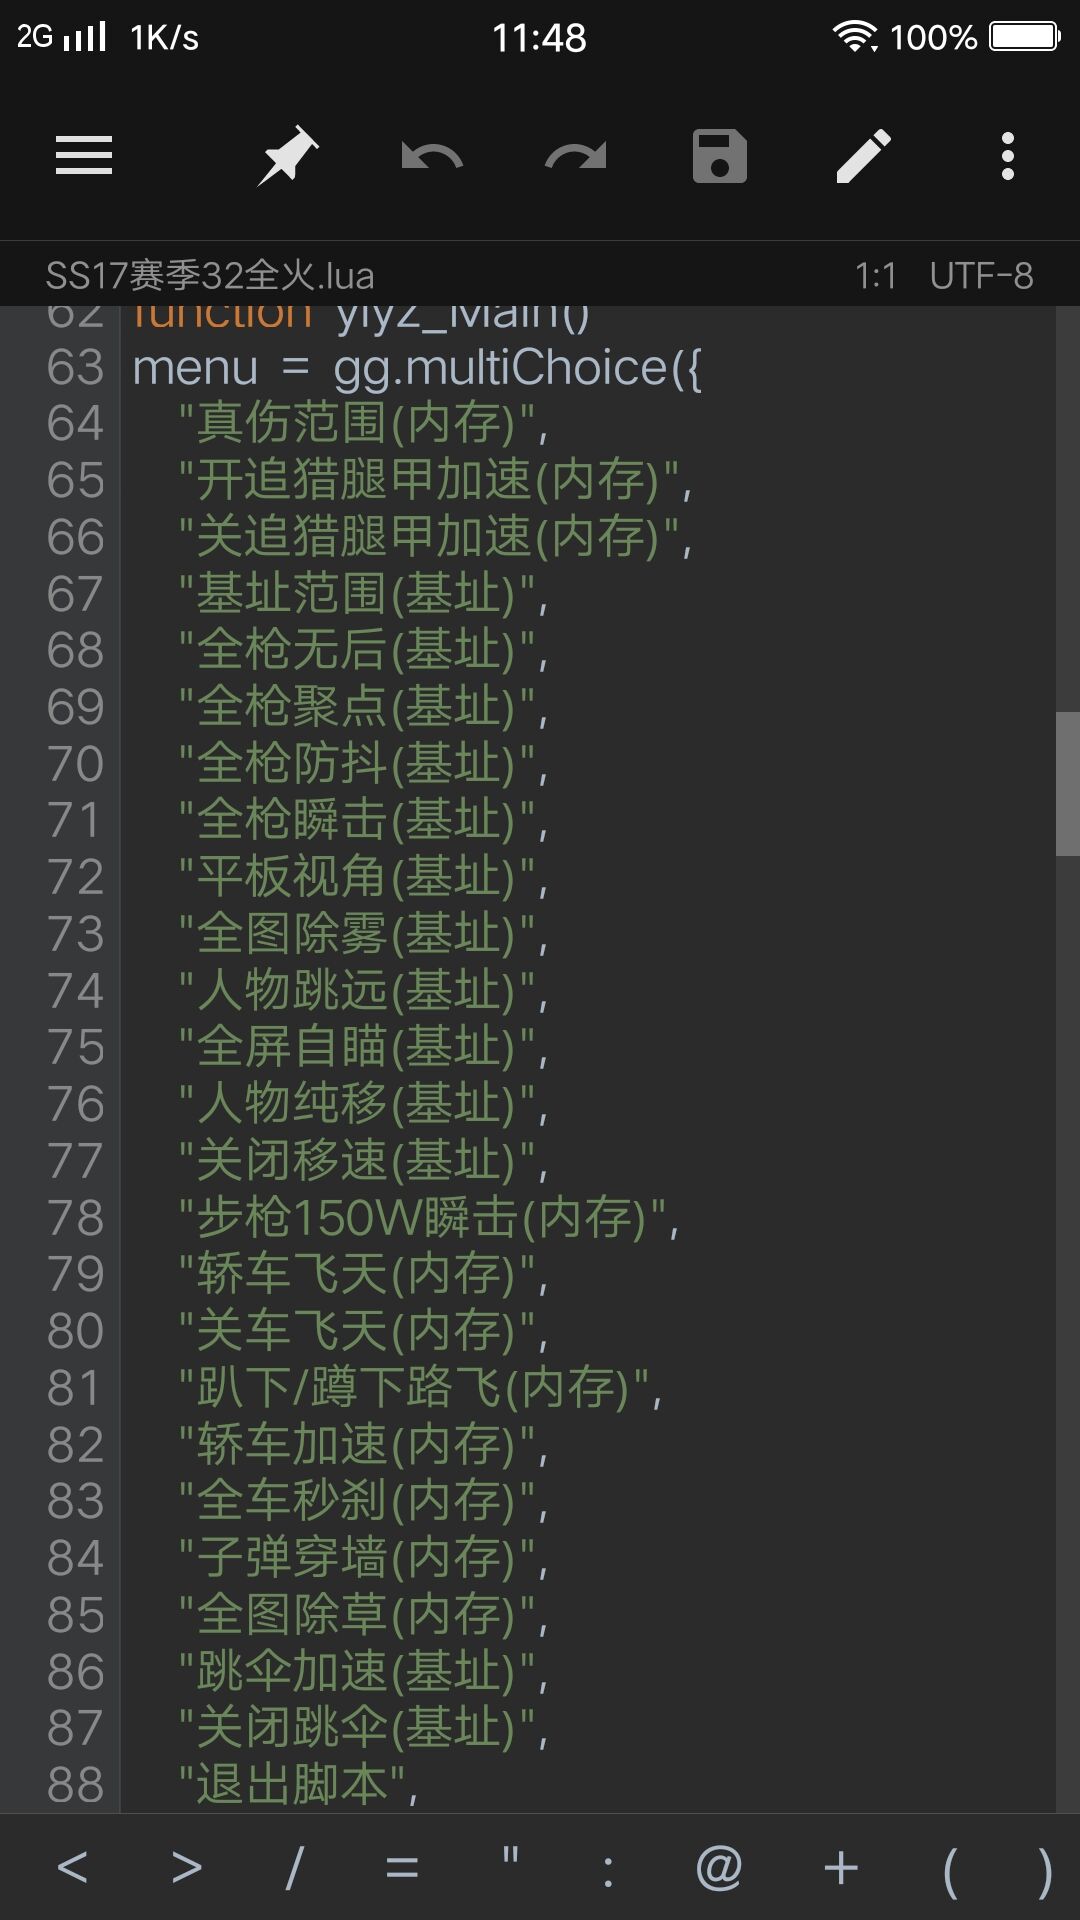 2G 1K/s 11:48 100%
SS17赛季32全火.lua 1:1 UTF-8
62 function yiyz_Main()
63 menu = gg.multiChoice({
64 "真伤范围(内存)",
65 "开追猎腿甲加速(内存)",
66 "关追猎腿甲加速(内存)",
67 "基址范围(基址)",
68 "全枪无后(基址)",
69 "全枪聚点(基址)",
70 "全枪防抖(基址)",
71 "全枪瞬击(基址)",
72 "平板视角(基址)",
73 "全图除雾(基址)",
74 "人物跳远(基址)",
75 "全屏自瞄(基址)",
76 "人物纯移(基址)",
77 "关闭移速(基址)",
78 "步枪150W瞬击(内存)",
79 "轿车飞天(内存)",
80 "关车飞天(内存)",
81 "趴下/蹲下路飞(内存)",
82 "轿车加速(内存)",
83 "全车秒刹(内存)",
84 "子弹穿墙(内存)",
85 "全图除草(内存)",
86 "跳伞加速(基址)",
87 "关闭跳伞(基址)",
88 "退出脚本",
< > / = " : @ + ( )